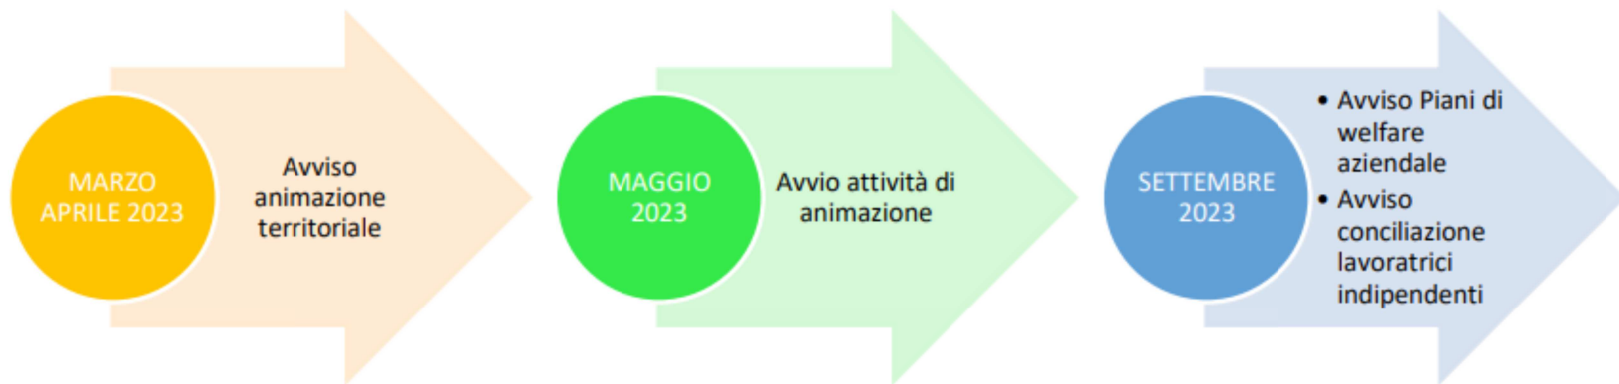 MARZO
APRILE 2023
Avviso
animazione
territoriale
MAGGIO
2023
Avvio attività di
animazione
SETTEMBRE
2023
• Avviso Piani di
welfare
aziendale
• Avviso
conciliazione
lavoratrici
indipendenti